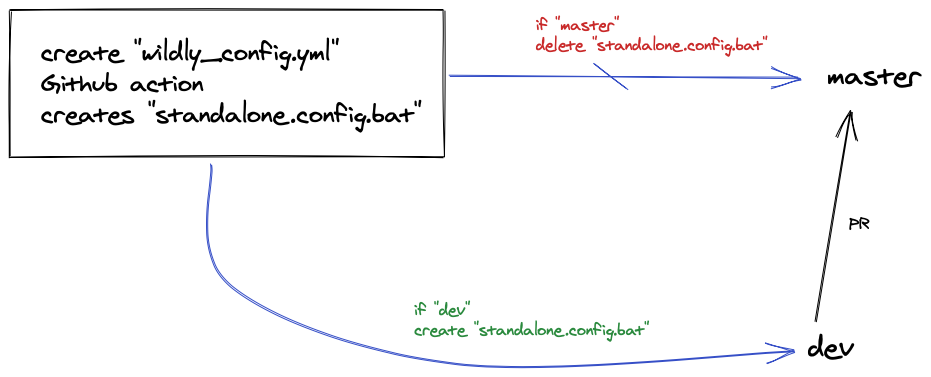 create "wildly_config.yml"
Github action
creates "standalone.config.bat"
if "master"
delete "standalone.config.bat"
master
PR
if "dev"
create "standalone.config.bat"
dev